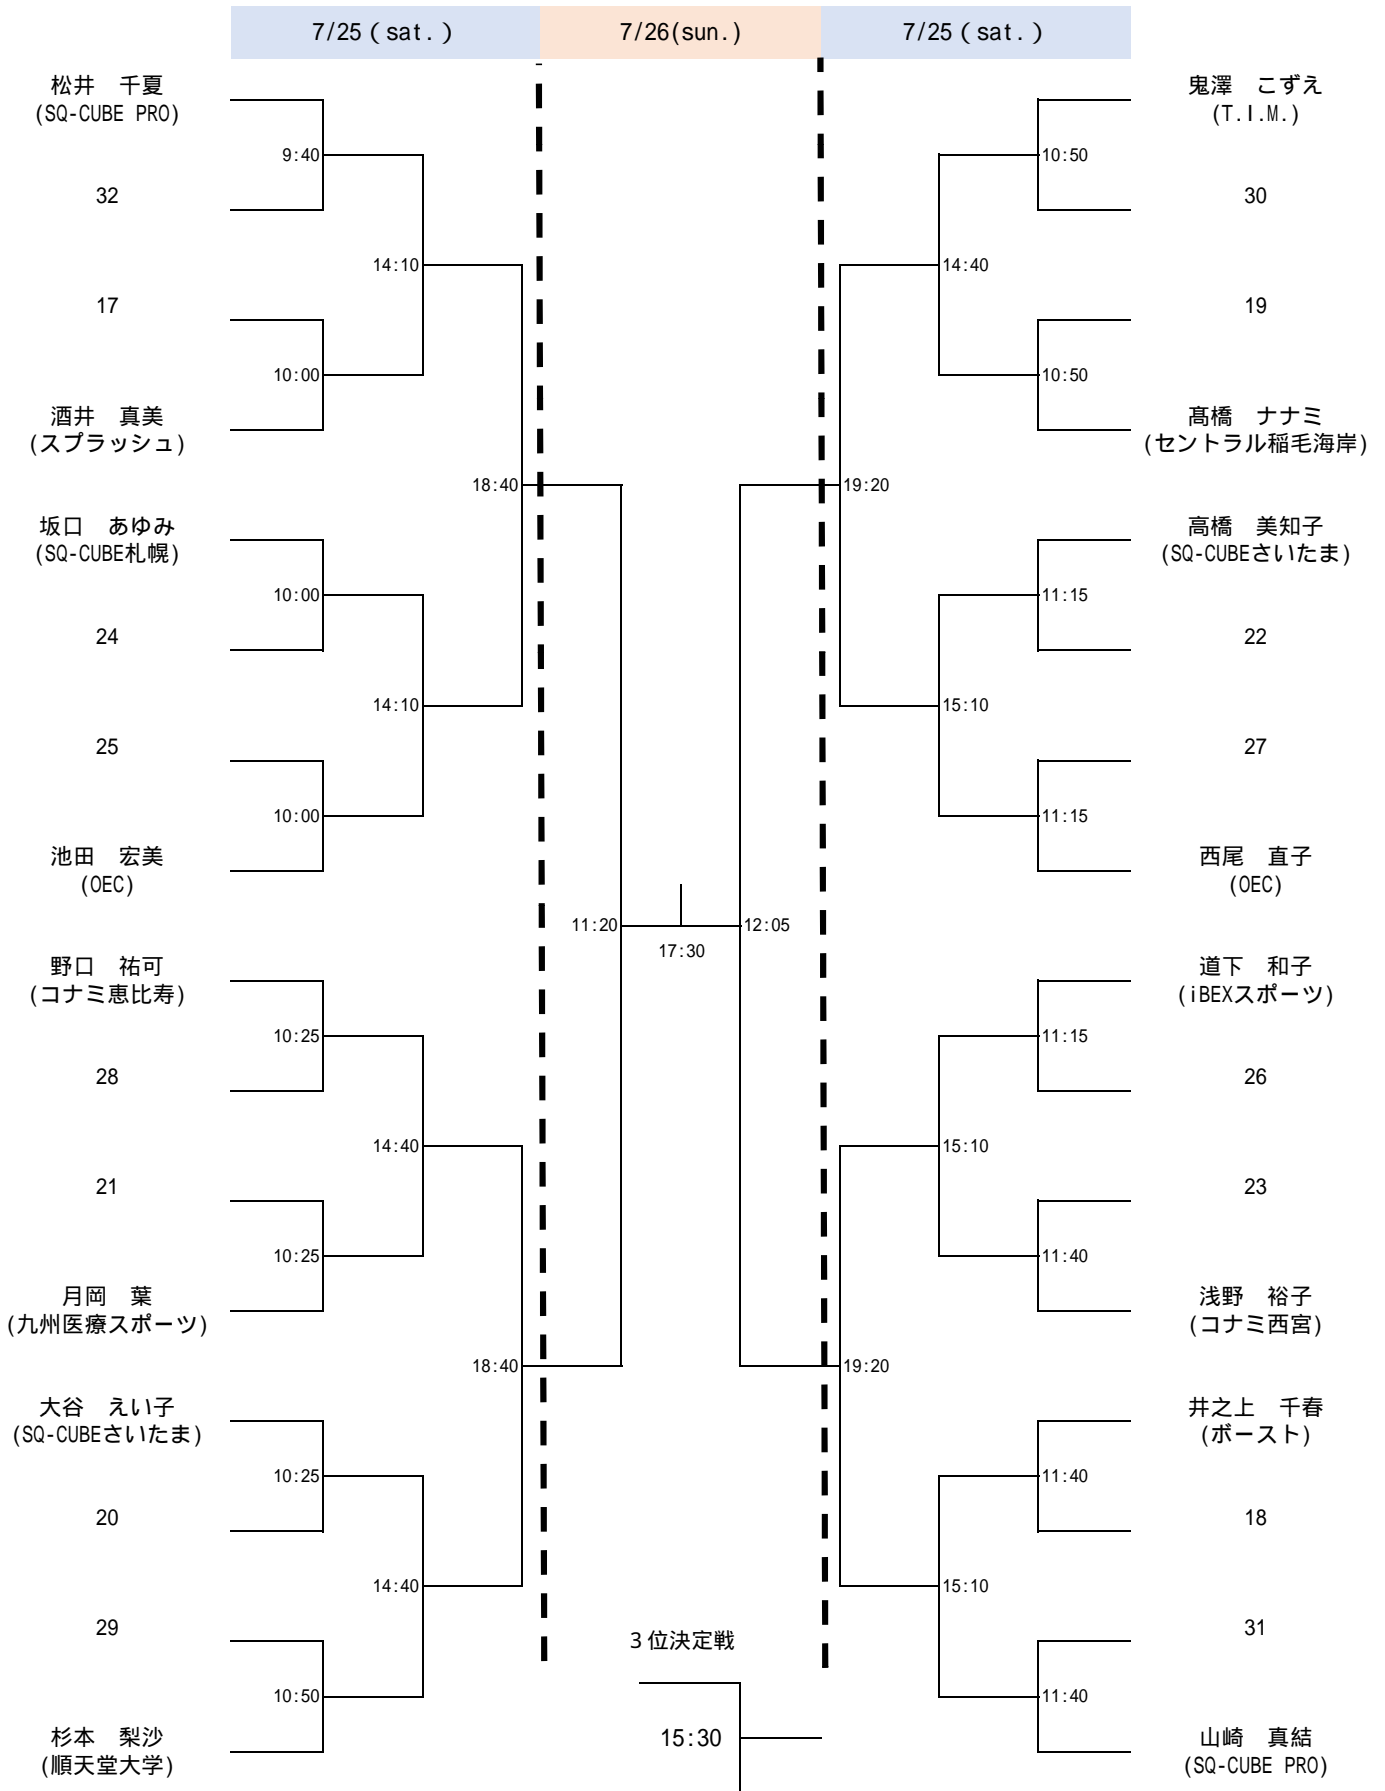 7/25 ( sat. )
7/26(sun.)
7/25 ( sat. )
松井　千夏
(SQ-CUBE PRO)
9:40
32
14:10
17
10:00
酒井　真美
(スプラッシュ)
18:40
坂口　あゆみ
(SQ-CUBE札幌)
10:00
24
14:10
25
10:00
池田　宏美
(OEC)
野口　祐可
(コナミ恵比寿)
10:25
28
14:40
21
10:25
月岡　葉
(九州医療スポーツ)
18:40
大谷　えい子
(SQ-CUBEさいたま)
10:25
20
14:40
29
10:50
杉本　梨沙
(順天堂大学)
11:20
17:30
12:05
3位決定戦
15:30
鬼澤　こずえ
(T.I.M.)
10:50
30
14:40
19
10:50
髙橋　ナナミ
(セントラル稲毛海岸)
19:20
高橋　美知子
(SQ-CUBEさいたま)
11:15
22
15:10
27
11:15
西尾　直子
(OEC)
道下　和子
(iBEXスポーツ)
11:15
26
15:10
23
11:40
浅野　裕子
(コナミ西宮)
19:20
井之上　千春
(ボースト)
11:40
18
15:10
31
11:40
山崎　真結
(SQ-CUBE PRO)